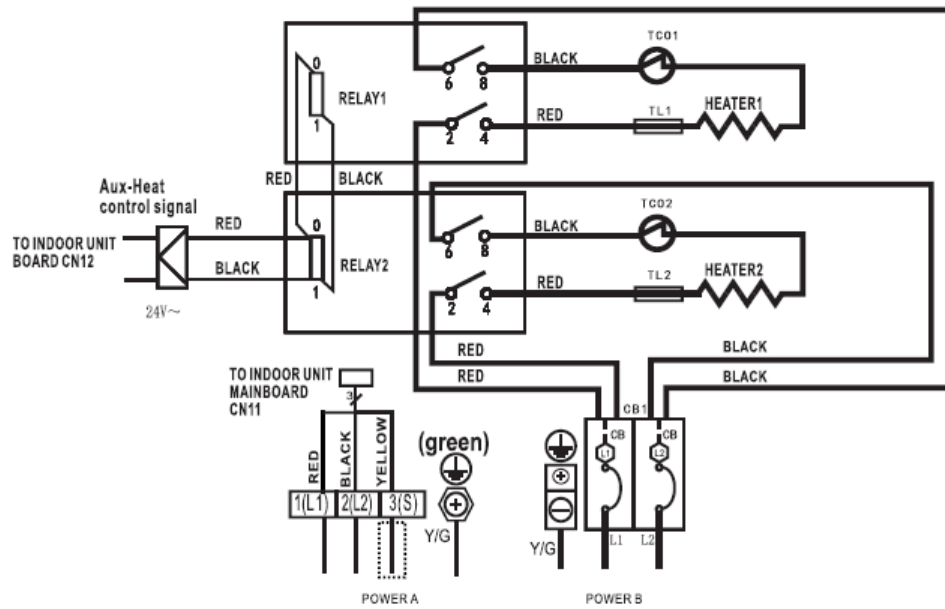 TCO1
BLACK
6 8
0
RELAY1
RED
TL1
HEATER1
1
2 4
RED
BLACK
Aux-Heat
control signal
TCO2
0
BLACK
6 8
RED
TO INDOOR UNIT
BOARD CN12
RELAY2
RED
TL2
HEATER2
BLACK
1
2 4
24V~
RED
BLACK
TO INDOOR UNIT
MAINBOARD
CN11
RED
BLACK
3
CB1
(green)
CB CB
RED
BLACK
YELLOW
L1 L2
1(L1) 2(L2) 3(S)
Y/G
Y/G
L1 L2
POWER A
POWER B